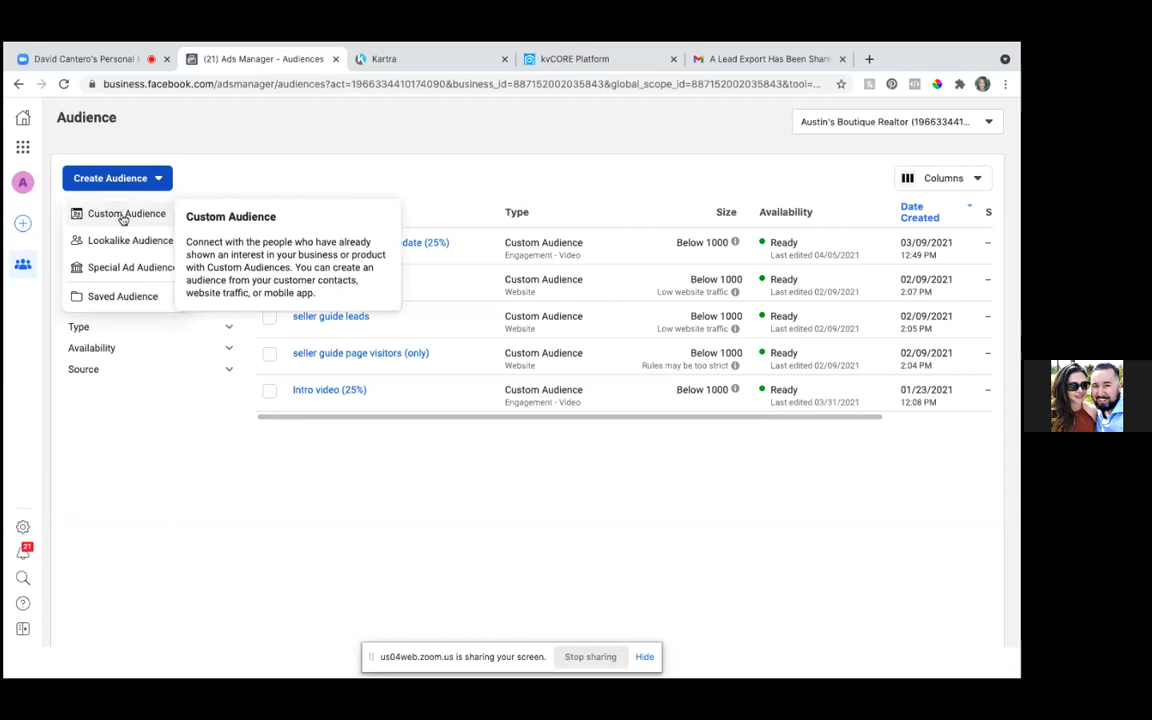 David Cantero's Personal
(21) Ads Manager - Audiences
Kartra
kvCORE Platform
A Lead Export Has Been Share
business.facebook.com/adsmanager/audiences?act=1966334410174090&business_id=887152002035843&global_scope_id=887152002035843&tool=...
Audience
Austin's Boutique Realtor (196633441...
A
Create Audience
Columns
Custom Audience
Lookalike Audience
Special Ad Audience
Saved Audience
Custom Audience
Connect with the people who have already
shown an interest in your business or product
with Custom Audiences. You can create an
audience from your customer contacts,
website traffic, or mobile app.
Type
Availability
Source
Type
Size
Availability
Date
Created
S
date (25%)
Custom Audience
Engagement - Video
Below 1000
Ready
Last edited 04/05/2021
03/09/2021
12:49 PM
–
Custom Audience
Website
Below 1000
Low website traffic
Ready
Last edited 02/09/2021
02/09/2021
2:07 PM
–
seller guide leads
Custom Audience
Website
Below 1000
Low website traffic
Ready
Last edited 02/09/2021
02/09/2021
2:05 PM
–
seller guide page visitors (only)
Custom Audience
Website
Below 1000
Rules may be too strict
Ready
Last edited 02/09/2021
02/09/2021
2:04 PM
–
Intro video (25%)
Custom Audience
Engagement - Video
Below 1000
Ready
Last edited 03/31/2021
01/23/2021
12:08 PM
–
21
us04web.zoom.us is sharing your screen.
Stop sharing
Hide